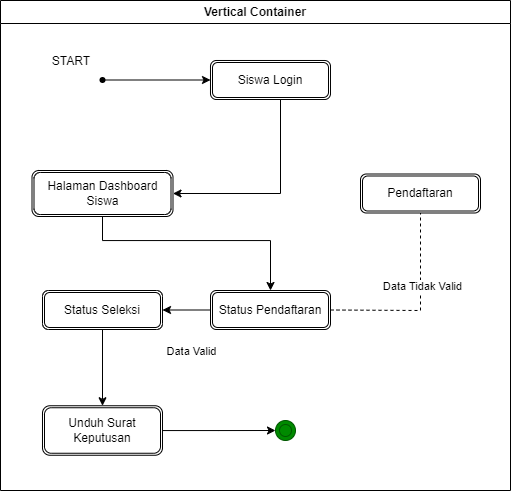 Vertical Container
START
Siswa Login
Halaman Dashboard
Siswa
Pendaftaran
Data Tidak Valid
Status Seleksi
Status Pendaftaran
Data Valid
Unduh Surat
Keputusan